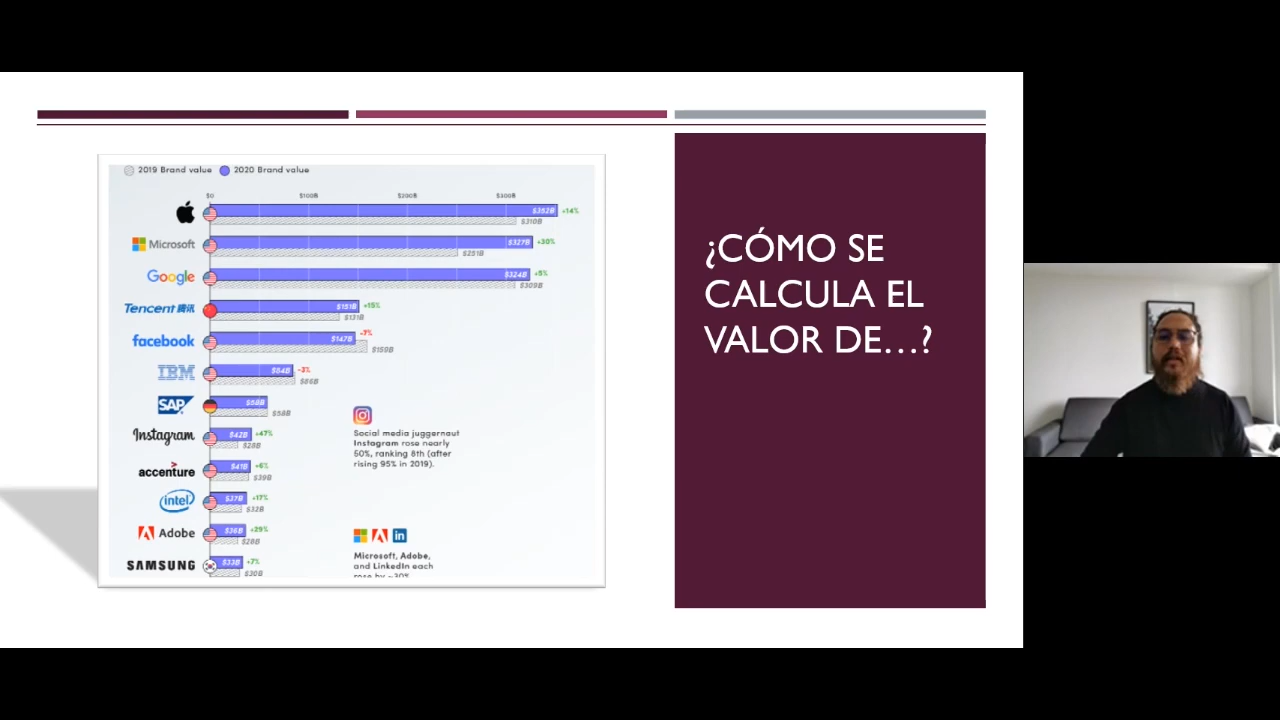 2019 Brand value 2020 Brand value
$0 $100B $200B $300B
$352B +14%
$310B
Microsoft $327B +30%
$251B
Google $324B +5%
$309B
Tencent 腾讯 $151B +15%
$131B
facebook $147B -7%
$159B
IBM $84B -3%
$86B
SAP $58B
$58B
Instagram $42B +47%
$28B
accenture $41B +6%
$39B
intel $37B +17%
$32B
Adobe $36B +29%
$28B
SAMSUNG $33B +7%
$30B
Social media juggernaut
Instagram rose nearly
50%, ranking 8th (after
rising 95% in 2019).
in
Microsoft, Adobe,
and LinkedIn each
rose by ~30%
¿CÓMO SE
CALCULA EL
VALOR DE...?